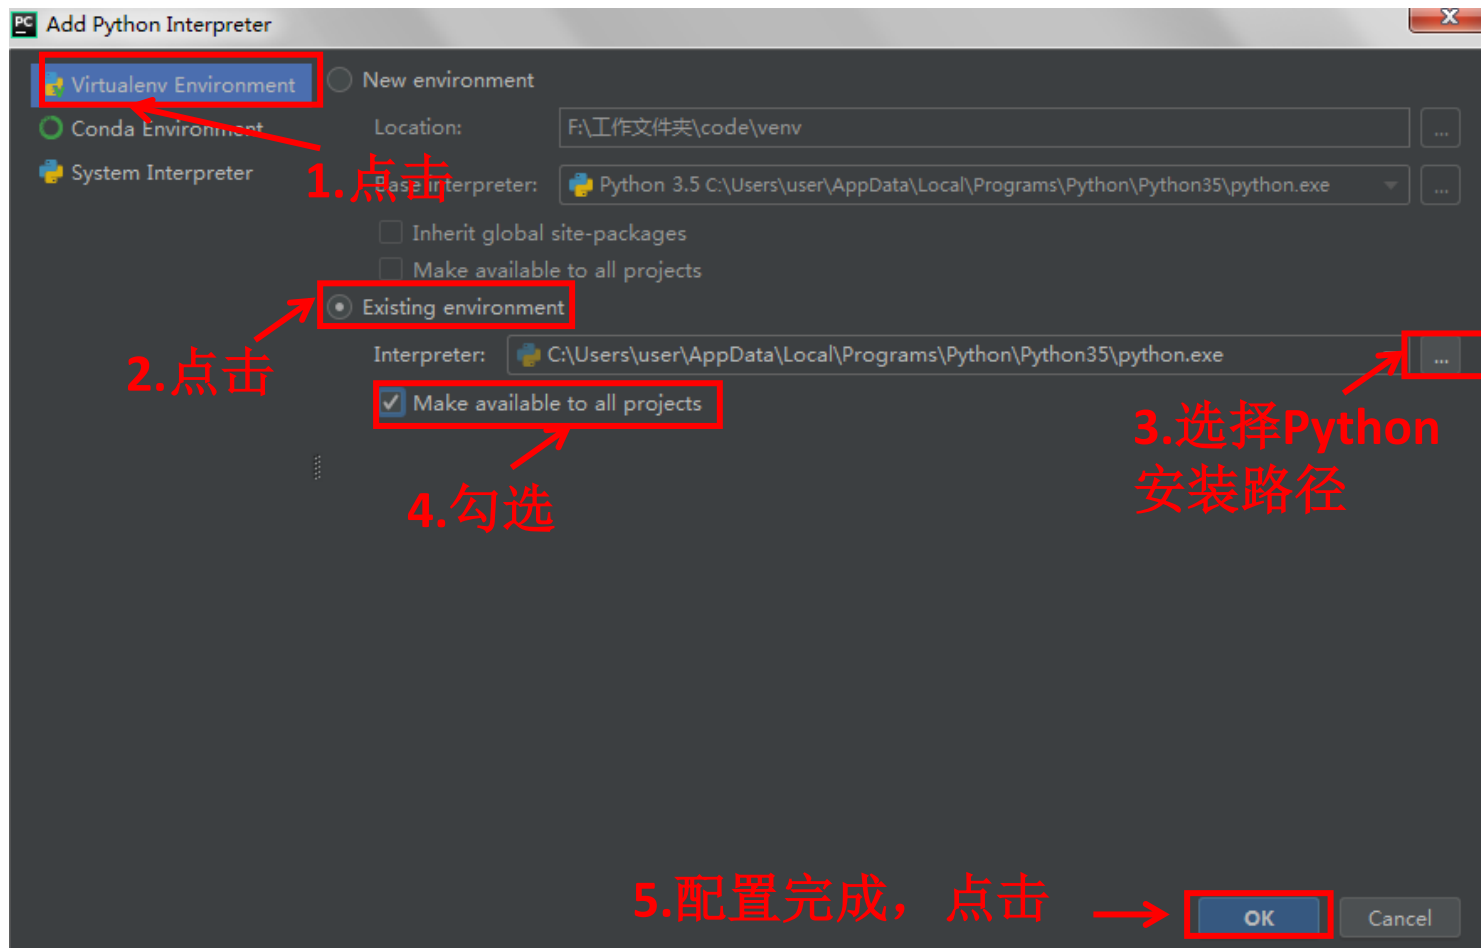 PC Add Python Interpreter
Virtualenv Environment
Conda Environment
System Interpreter
New environment
Location: F:\工作文件夹\code\venv ...
Base interpreter: Python 3.5 C:\Users\user\AppData\Local\Programs\Python\Python35\python.exe ...
Inherit global site-packages
Make available to all projects
Existing environment
Interpreter: C:\Users\user\AppData\Local\Programs\Python\Python35\python.exe ...
Make available to all projects
1.点击
2.点击
3.选择Python
安装路径
4.勾选
5.配置完成，点击
OK
Cancel